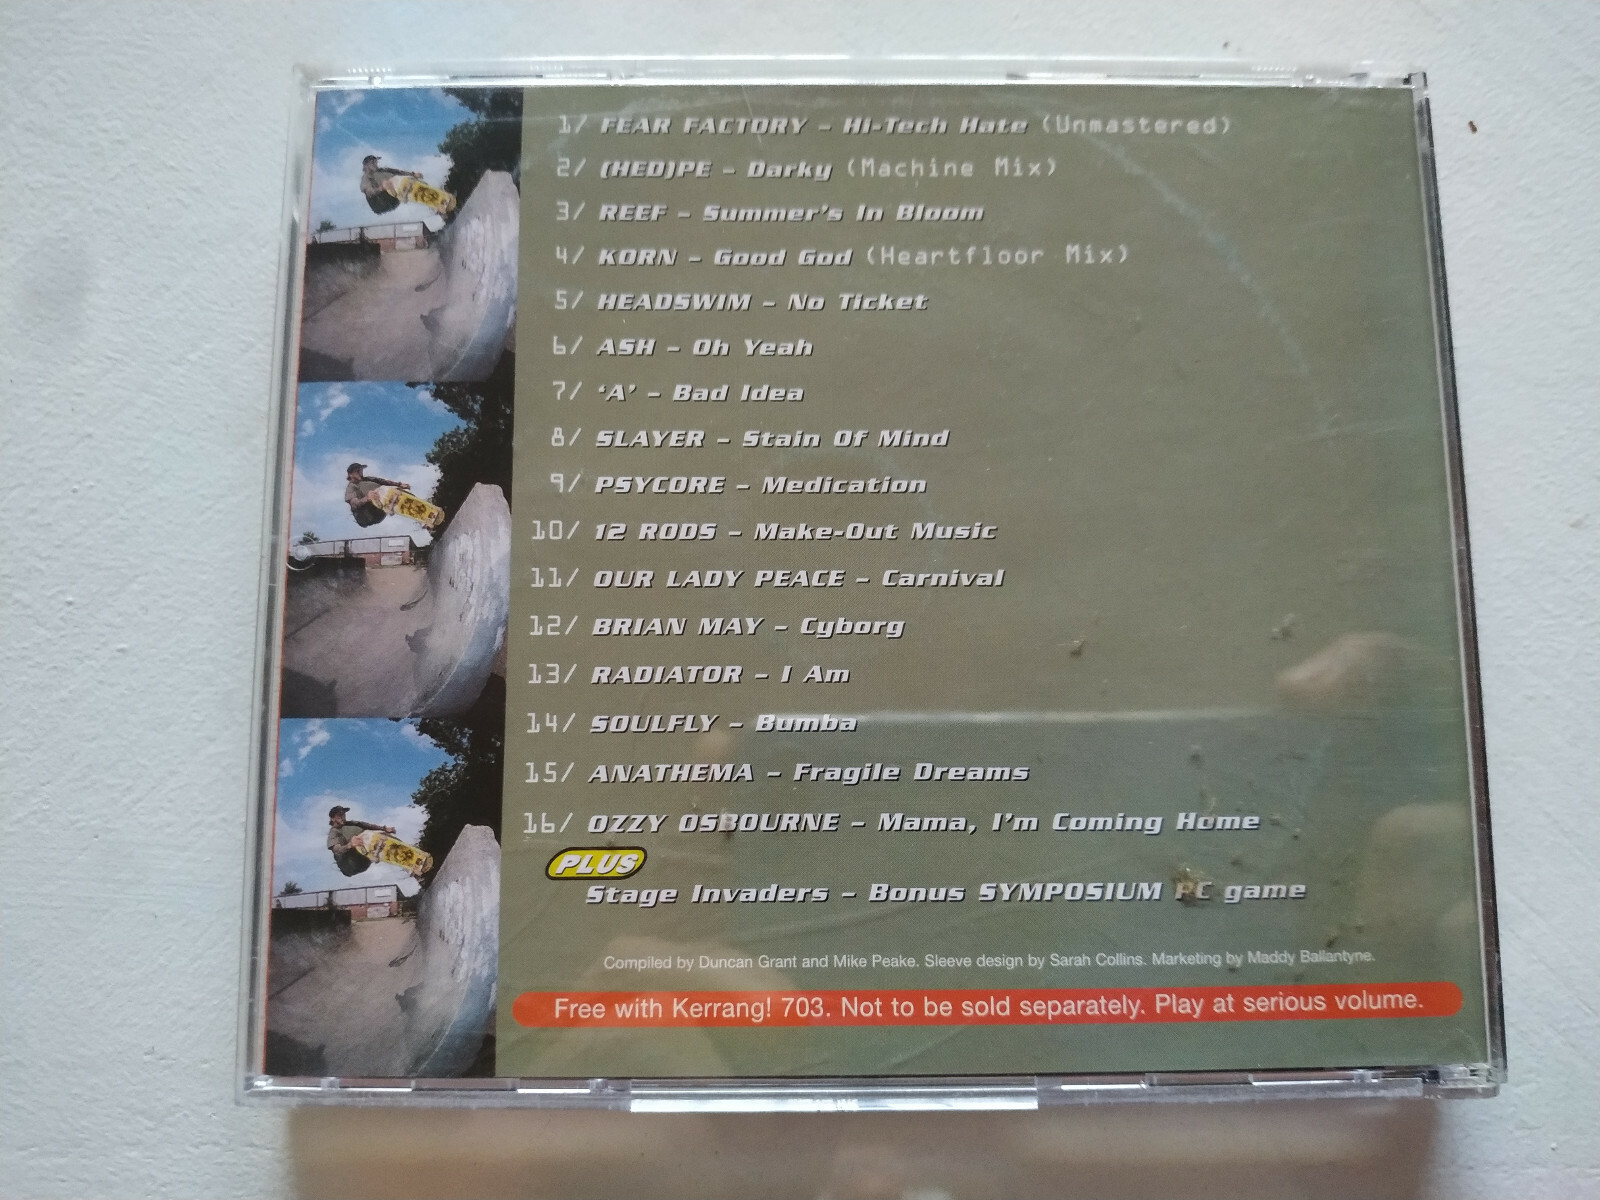 1/ FEAR FACTORY - Hi-Tech Hate (Unmastered)
2/ (HED)PE - Darky (Machine Mix)
3/ REEF - Summer's In Bloom
4/ KORN - Good God (Heartfloor Mix)
5/ HEADSWIM - No Ticket
6/ ASH - Oh Yeah
7/ 'A' - Bad Idea
8/ SLAYER - Stain Of Mind
9/ PSYCORE - Medication
10/ 12 RODS - Make-Out Music
11/ OUR LADY PEACE - Carnival
12/ BRIAN MAY - Cyborg
13/ RADIATOR - I Am
14/ SOULFLY - Bumba
15/ ANATHEMA - Fragile Dreams
16/ OZZY OSBOURNE - Mama, I'm Coming Home
PLUS
Stage Invaders - Bonus SYMPOSIUM PC game
Compiled by Duncan Grant and Mike Peake. Sleeve design by Sarah Collins. Marketing by Maddy Ballantyne.
Free with Kerrang! 703. Not to be sold separately. Play at serious volume.